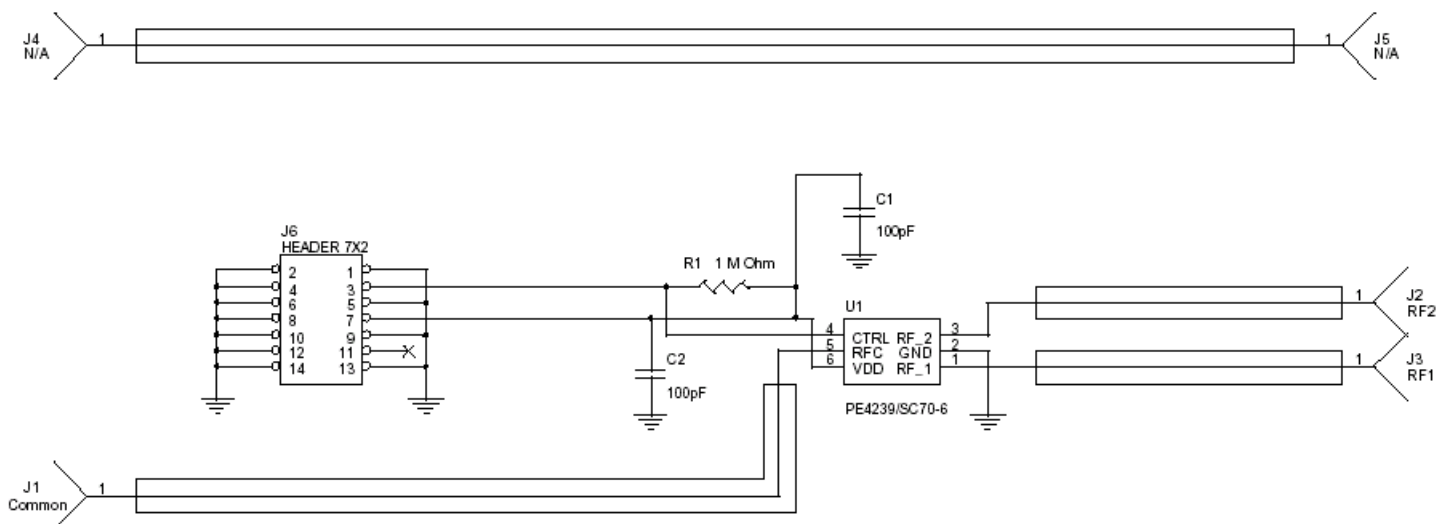 J4
N/A
1
1
J5
N/A
C1
100pF
J6
HEADER 7X2
R1 1 M Ohm
2 1
4 3
6 5
8 7
10 9
12 11
14 13
U1
4 CTRL RF_2 3
5 RFC GND 2
6 VDD RF_1 1
PE4239/SC70-6
1
J2
RF2
1
J3
RF1
C2
100pF
J1
Common
1